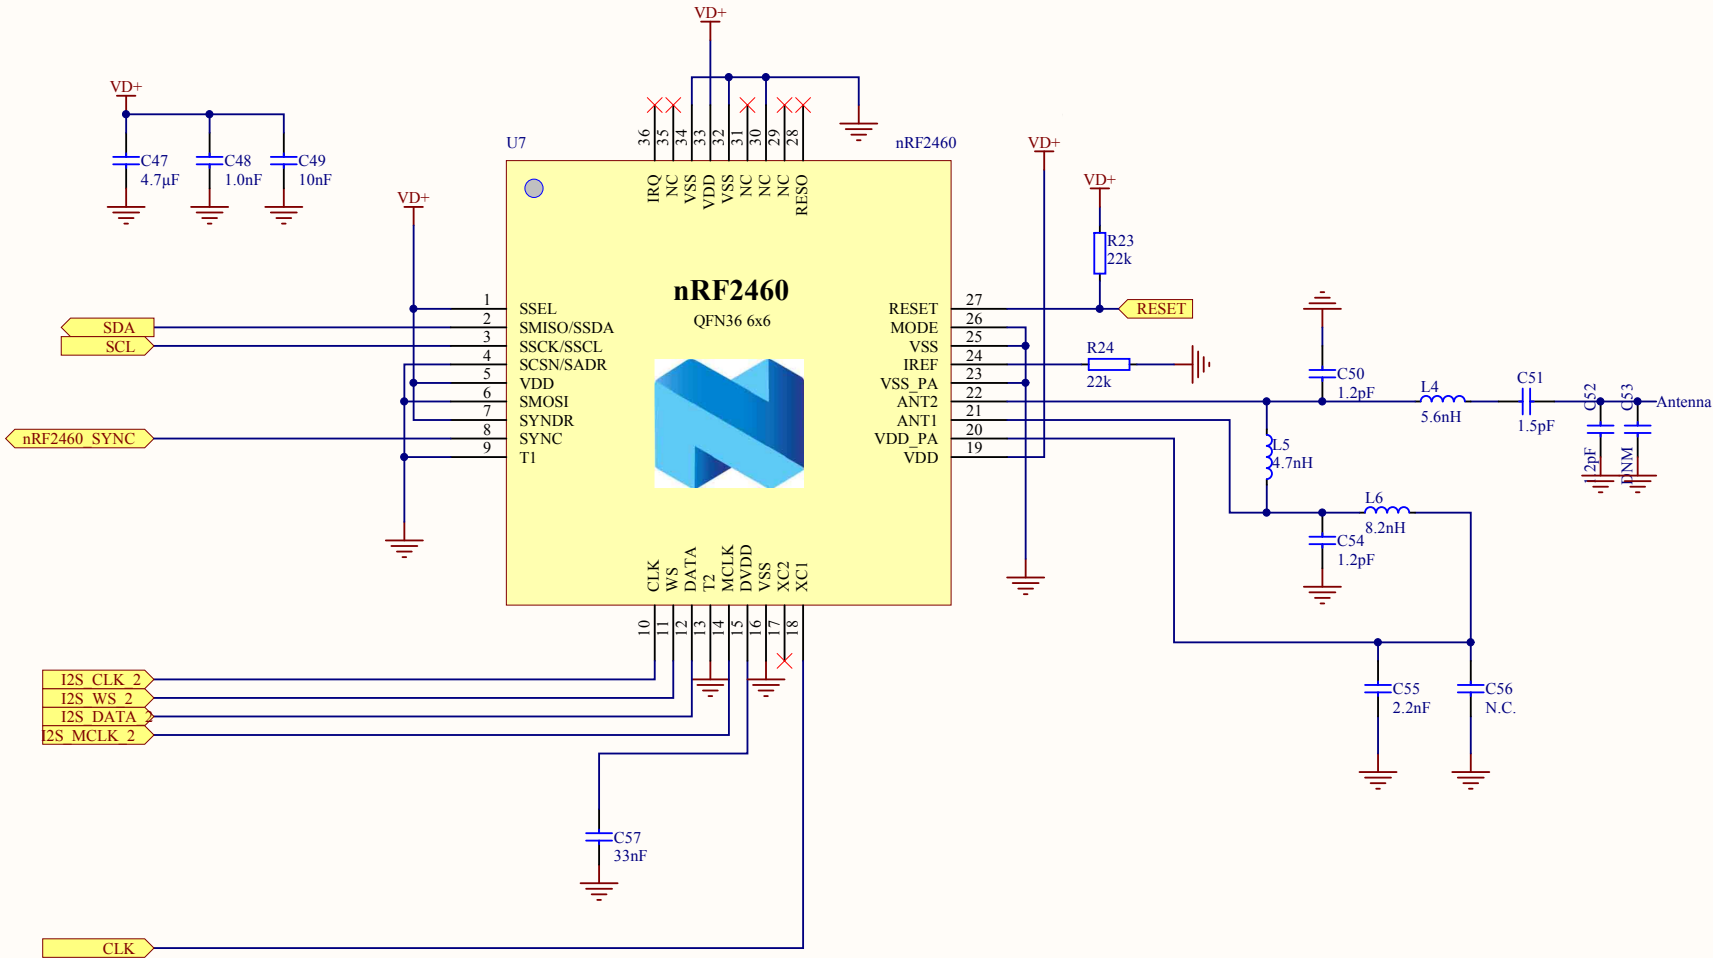 VD+
VD+
C47
4.7µF
C48
1.0nF
C49
10nF
VD+
VD+
VD+
U7
nRF2460
36
35
34
33
32
31
30
29
28
IRQ
NC
VSS
VDD
VSS
NC
NC
NC
RESO
nRF2460
QFN36 6x6
1 SSEL
2 SMISO/SSDA
3 SSCK/SSCL
4 SCSN/SADR
5 VDD
6 SMOSI
7 SYNDR
8 SYNC
9 T1
SDA
SCL
nRF2460_SYNC
RESET 27
MODE 26
VSS 25
IREF 24
VSS_PA 23
ANT2 22
ANT1 21
VDD_PA 20
VDD 19
R23
22k
RESET
R24
22k
C50
1.2pF
L4
5.6nH
C51
1.5pF
C52
C53
DNM
Antenna
L5
4.7nH
L6
8.2nH
C54
1.2pF
C55
2.2nF
C56
N.C.
CLK
WS
DATA
T2
MCLK
DVDD
VSS
XC2
XC1
10
11
12
13
14
15
16
17
18
I2S_CLK_2
I2S_WS_2
I2S_DATA_2
I2S_MCLK_2
C57
33nF
CLK